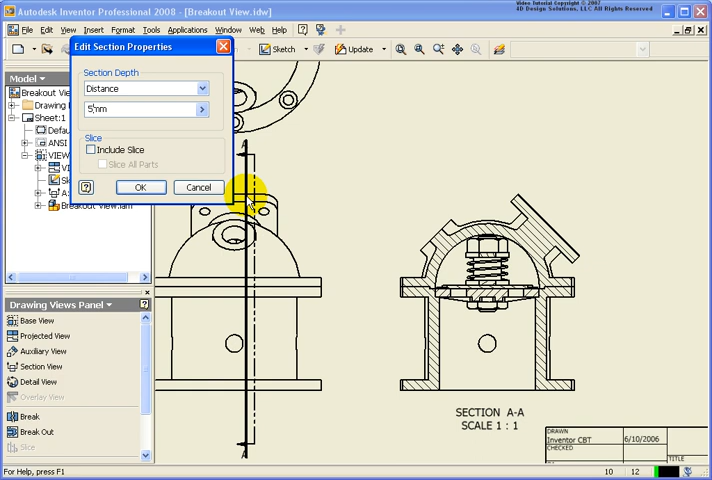 Autodesk Inventor Professional 2008 - [Breakout View.idw]
Video Tutorial Copyright © 2007
4D Design Solutions, LLC All Rights Reserved
File Edit View Insert Format Tools Applications Window Web Help
Sketch Update
Edit Section Properties
Section Depth
Distance
5 mm
Slice
Include Slice
Slice All Parts
OK Cancel
Model
Breakout View
Drawing
Sheet:1
Defau
ANSI
VIEW
VI
Sk
A:
Breakout View.iam
Drawing Views Panel
Base View
Projected View
Auxiliary View
Section View
Detail View
Overlay View
Break
Break Out
Slice
A
A
SECTION A-A
SCALE 1 : 1
DRAWN
Inventor CBT 6/10/2006
CHECKED
TITLE
For Help, press F1
10 12